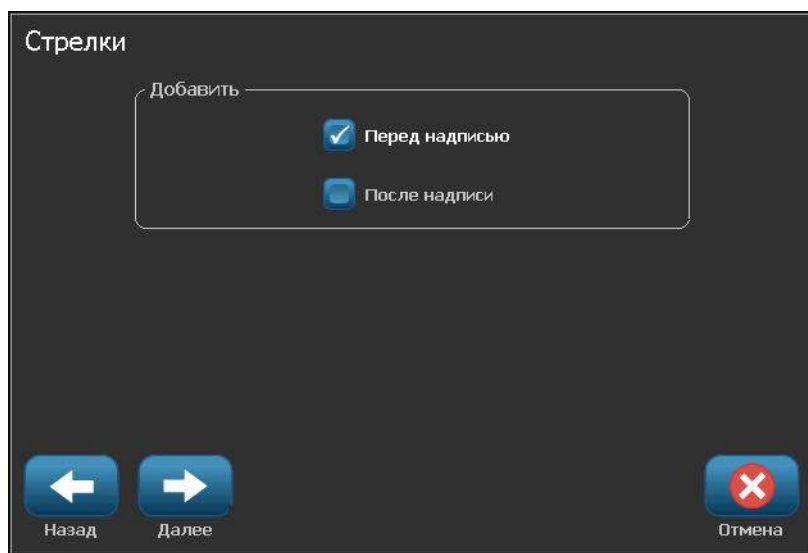 Стрелки
Добавить
Перед надписью
После надписи
Назад
Далее
Отмена